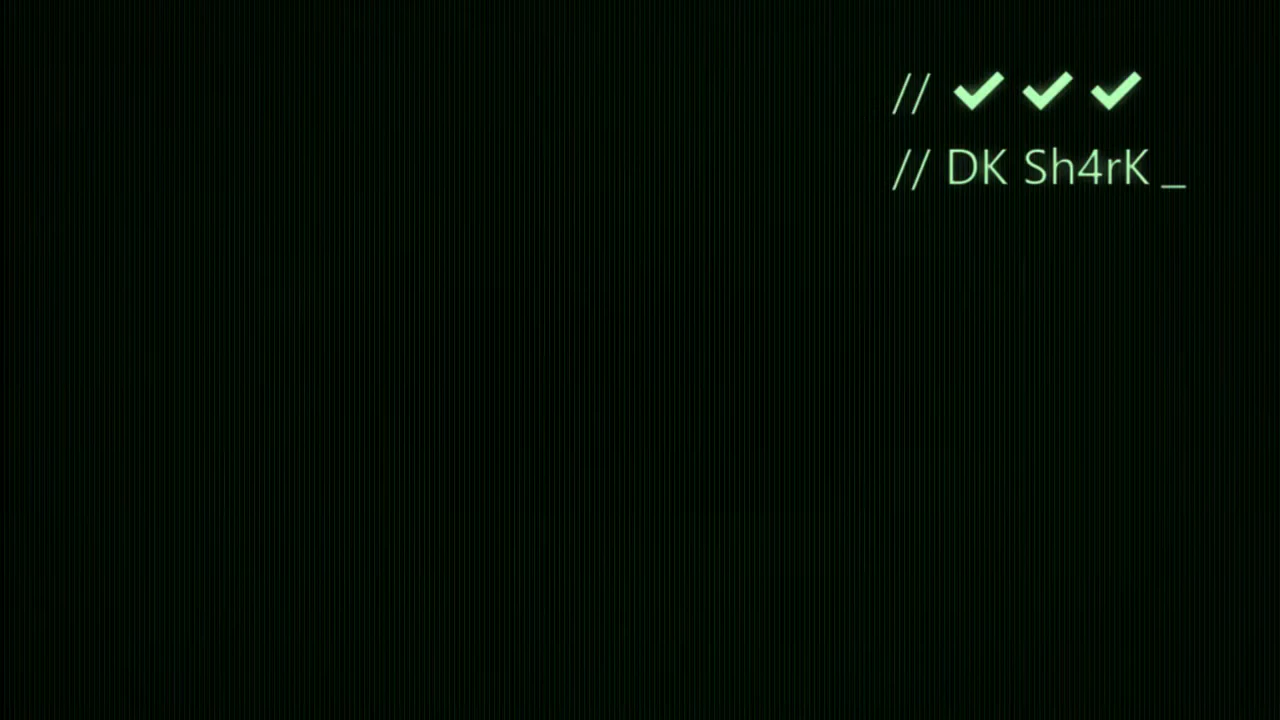 // ✔ ✔ ✔
// DK Sh4rK _